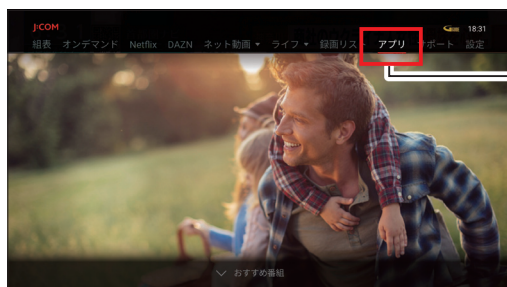 J:COM
18:31
組表 オンデマンド Netflix DAZN ネット動画 ▼ ライフ ▼ 録画リスト アプリ サポート 設定
おすすめ番組